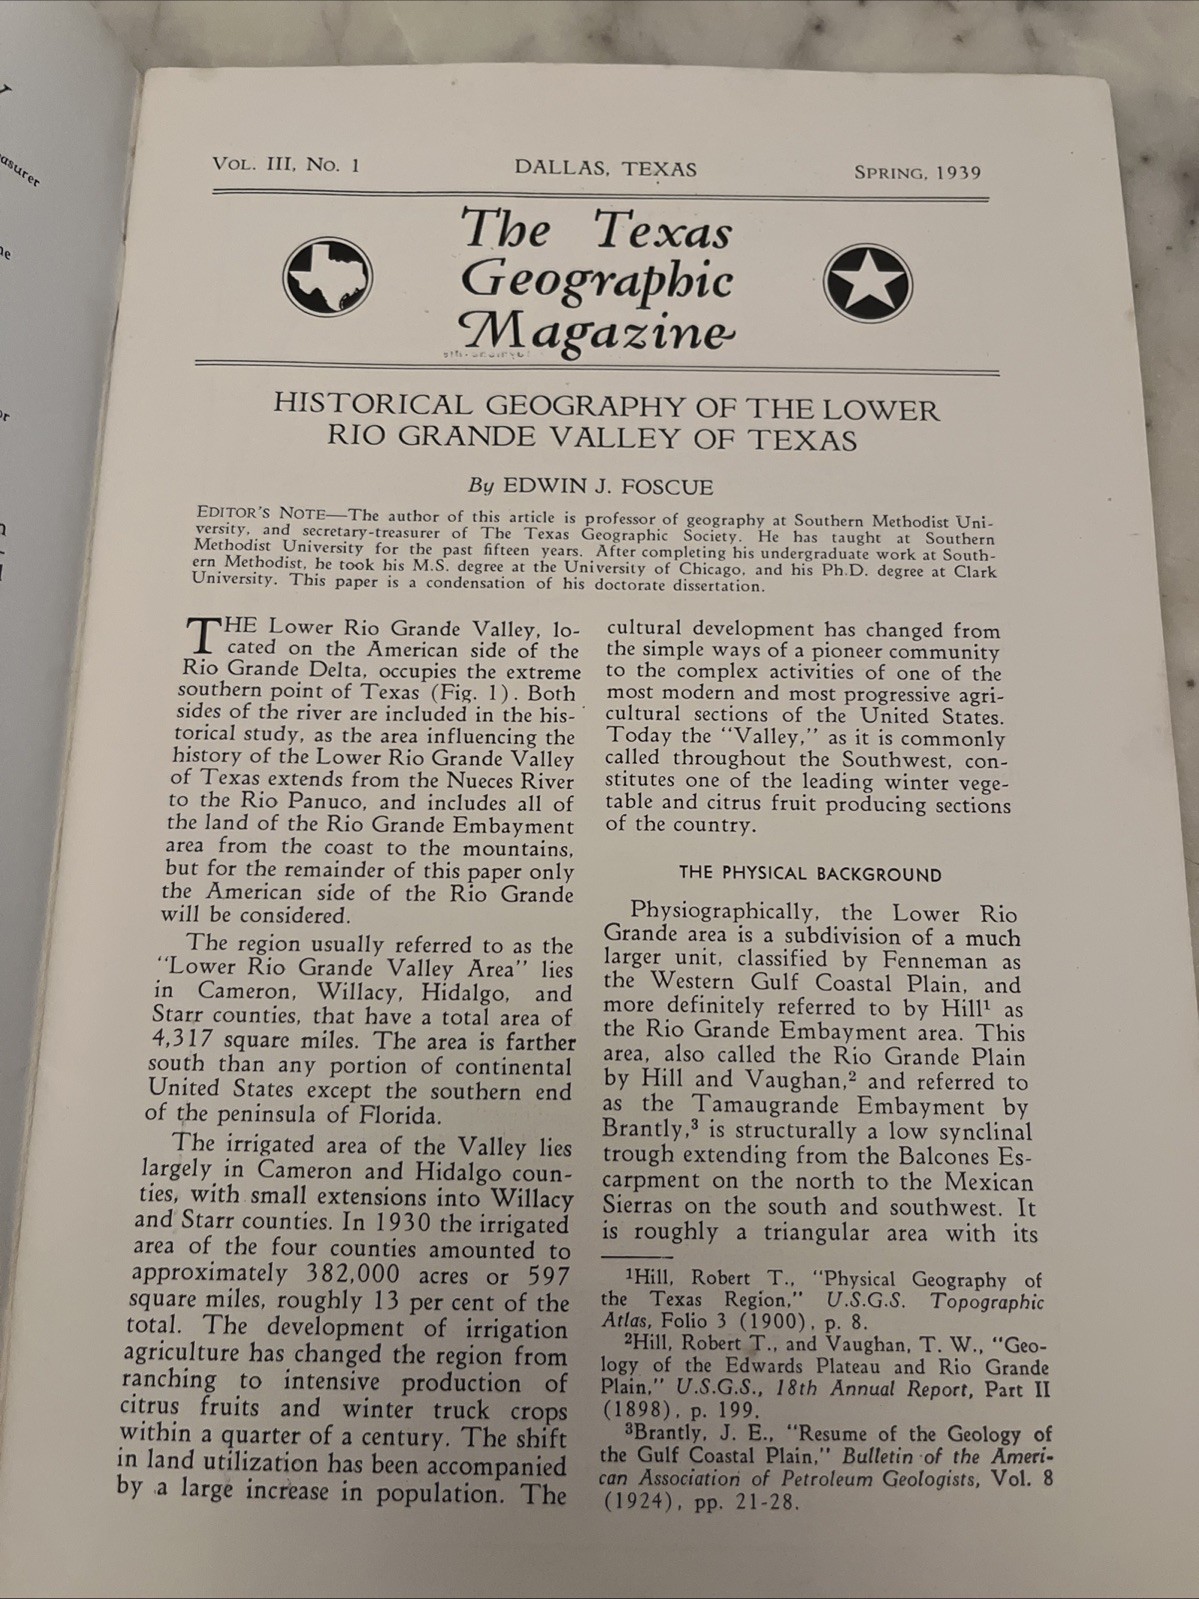 VOL. III, NO. 1
DALLAS, TEXAS
SPRING, 1939
The Texas
Geographic
Magazine
HISTORICAL GEOGRAPHY OF THE LOWER
RIO GRANDE VALLEY OF TEXAS
By EDWIN J. FOSCUE
EDITOR'S NOTE—The author of this article is professor of geography at Southern Methodist Uni-
versity, and secretary-treasurer of The Texas Geographic Society. He has taught at Southern
Methodist University for the past fifteen years. After completing his undergraduate work at South-
ern Methodist, he took his M.S. degree at the University of Chicago, and his Ph.D. degree at Clark
University. This paper is a condensation of his doctorate dissertation.
THE Lower Rio Grande Valley, lo-
cated on the American side of the
Rio Grande Delta, occupies the extreme
southern point of Texas (Fig. 1). Both
sides of the river are included in the his-
torical study, as the area influencing the
history of the Lower Rio Grande Valley
of Texas extends from the Nueces River
to the Rio Panuco, and includes all of
the land of the Rio Grande Embayment
area from the coast to the mountains,
but for the remainder of this paper only
the American side of the Rio Grande
will be considered.
The region usually referred to as the
"Lower Rio Grande Valley Area" lies
in Cameron, Willacy, Hidalgo, and
Starr counties, that have a total area of
4,317 square miles. The area is farther
south than any portion of continental
United States except the southern end
of the peninsula of Florida.
The irrigated area of the Valley lies
largely in Cameron and Hidalgo coun-
ties, with small extensions into Willacy
and Starr counties. In 1930 the irrigated
area of the four counties amounted to
approximately 382,000 acres or 597
square miles, roughly 13 per cent of the
total. The development of irrigation
agriculture has changed the region from
ranching to intensive production of
citrus fruits and winter truck crops
within a quarter of a century. The shift
in land utilization has been accompanied
by a large increase in population. The
cultural development has changed from
the simple ways of a pioneer community
to the complex activities of one of the
most modern and most progressive agri-
cultural sections of the United States.
Today the "Valley," as it is commonly
called throughout the Southwest, con-
stitutes one of the leading winter vege-
table and citrus fruit producing sections
of the country.
THE PHYSICAL BACKGROUND
Physiographically, the Lower Rio
Grande area is a subdivision of a much
larger unit, classified by Fenneman as
the Western Gulf Coastal Plain, and
more definitely referred to by Hill¹ as
the Rio Grande Embayment area. This
area, also called the Rio Grande Plain
by Hill and Vaughan,² and referred to
as the Tamaugrande Embayment by
Brantly,³ is structurally a low synclinal
trough extending from the Balcones Es-
carpment on the north to the Mexican
Sierras on the south and southwest. It
is roughly a triangular area with its
¹Hill, Robert T., "Physical Geography of
the Texas Region," U.S.G.S. Topographic
Atlas, Folio 3 (1900), p. 8.
²Hill, Robert T., and Vaughan, T. W., "Geo-
logy of the Edwards Plateau and Rio Grande
Plain," U.S.G.S., 18th Annual Report, Part II
(1898), p. 199.
³Brantly, J. E., "Resume of the Geology of
the Gulf Coastal Plain," Bulletin of the Ameri-
can Association of Petroleum Geologists, Vol. 8
(1924), pp. 21-28.